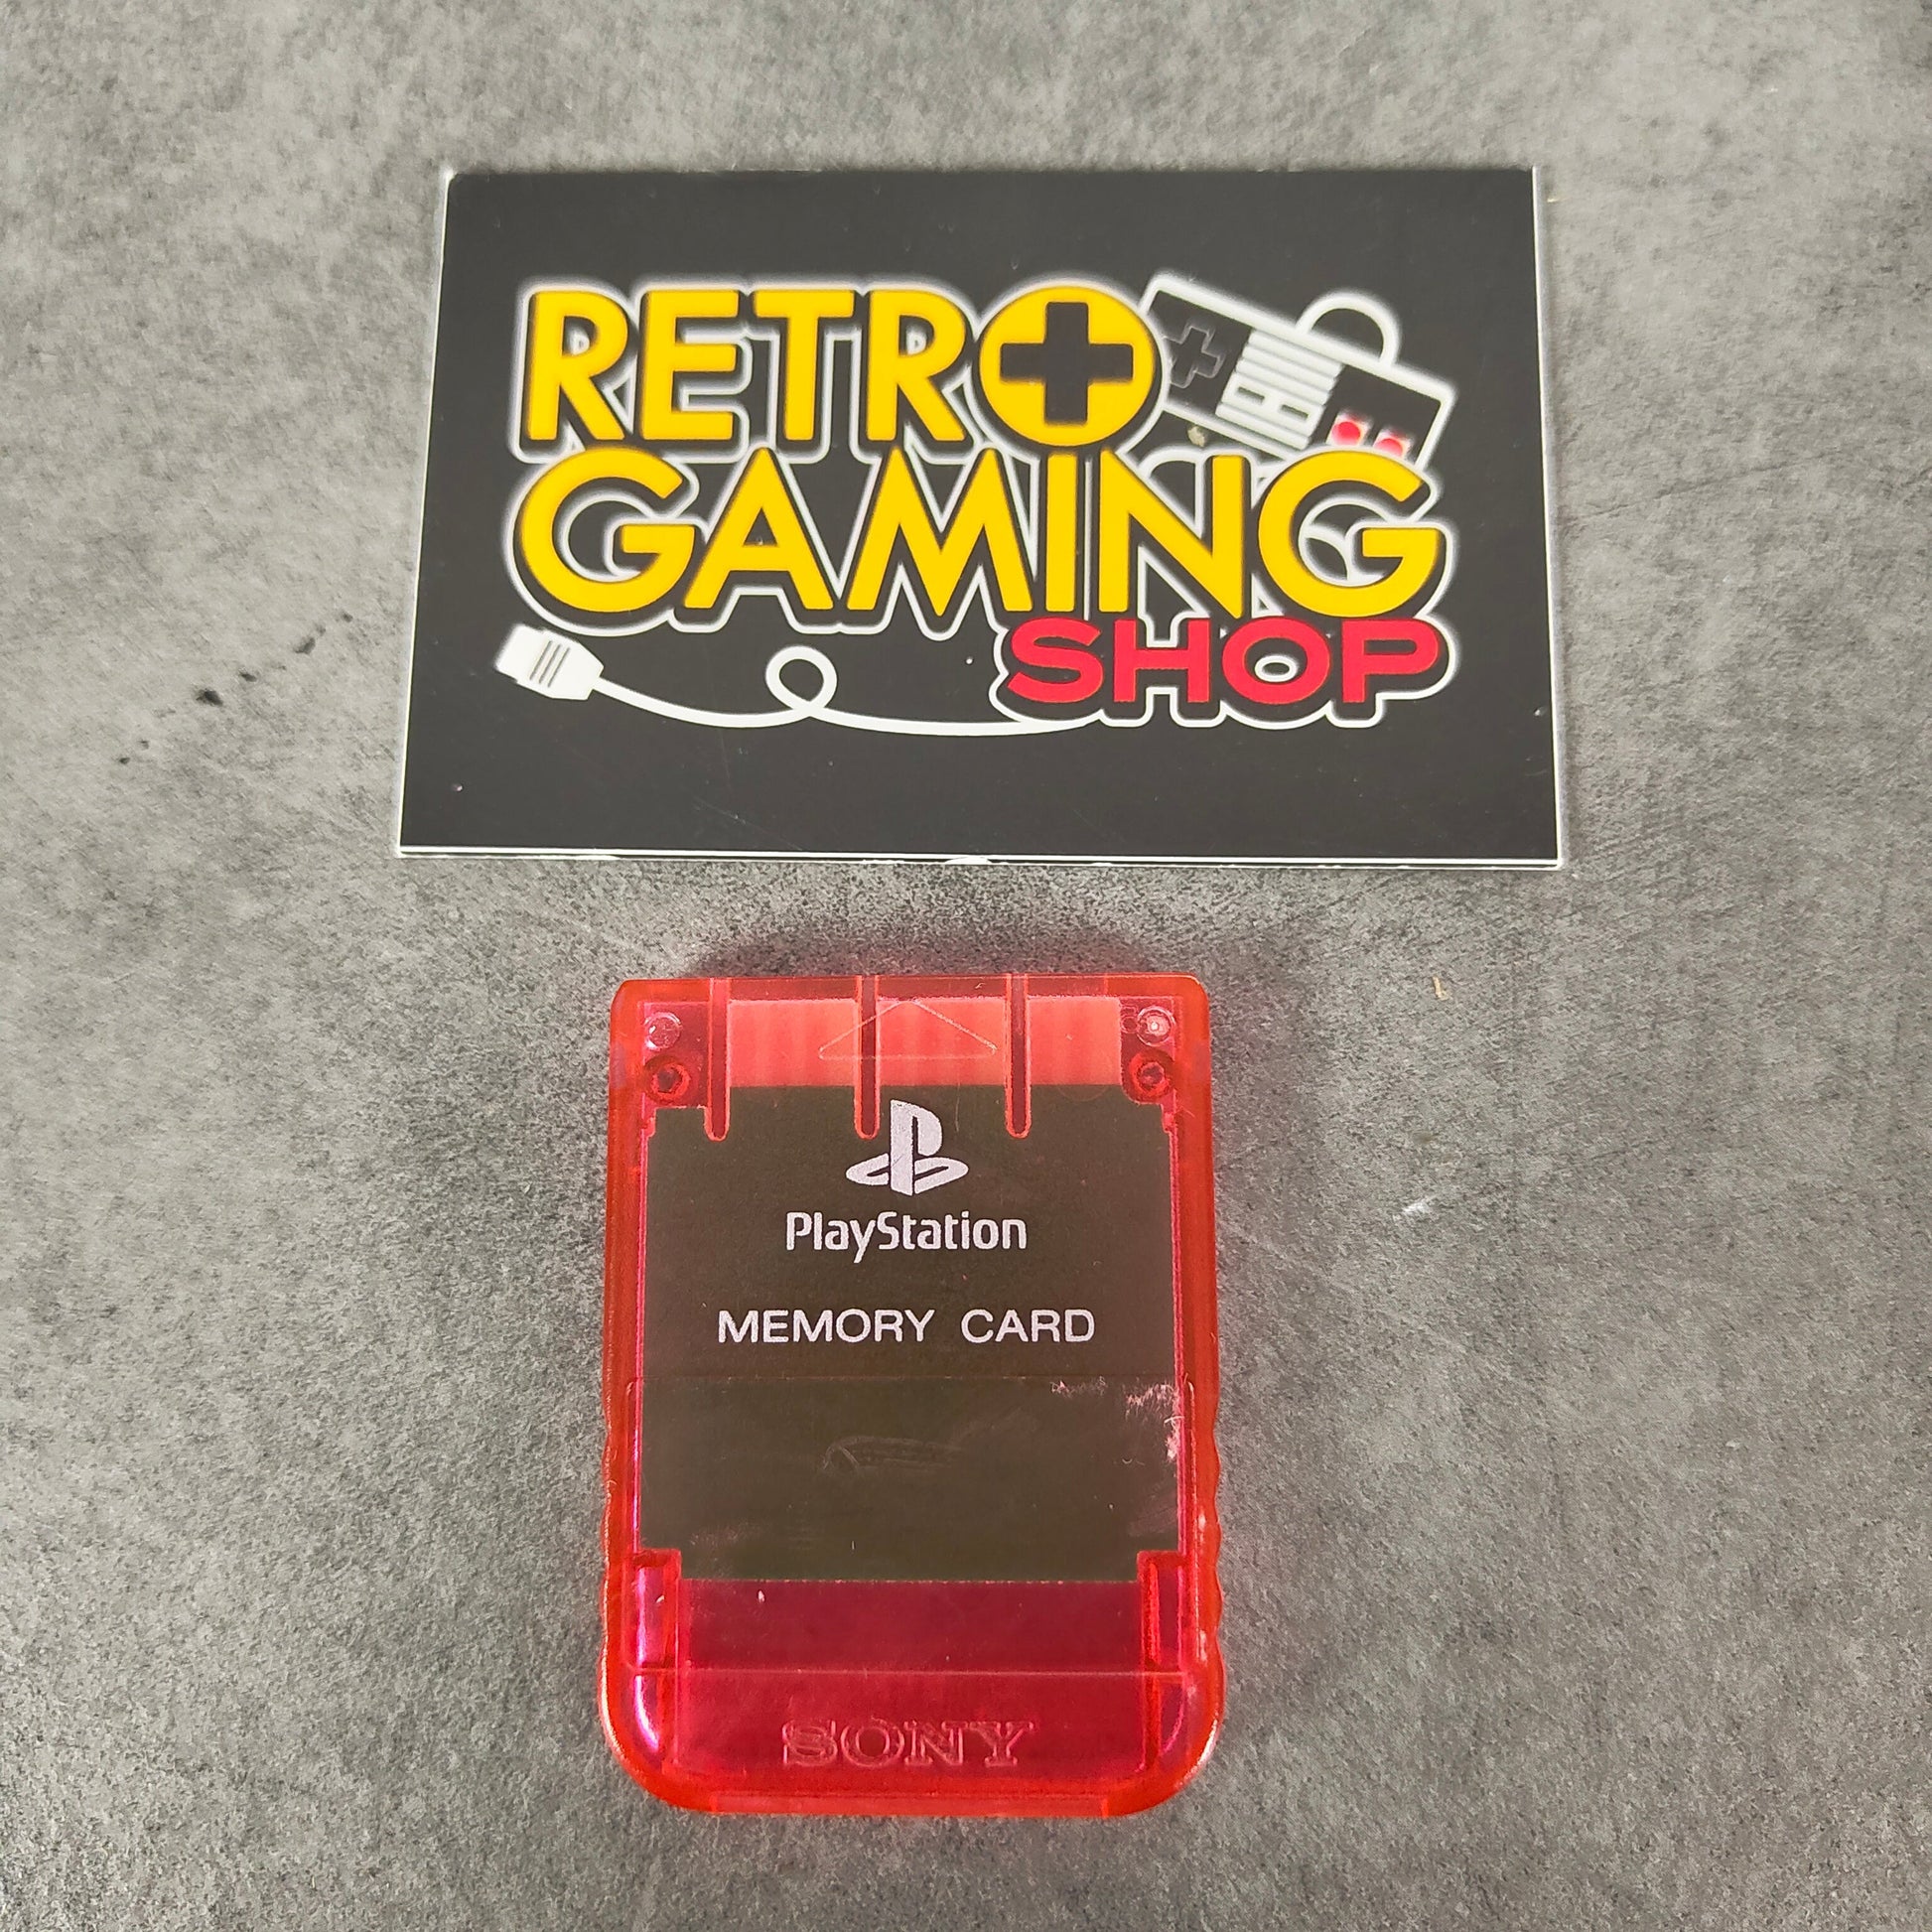 RETRO
GAMING
SHOP
PlayStation
MEMORY CARD
SONY